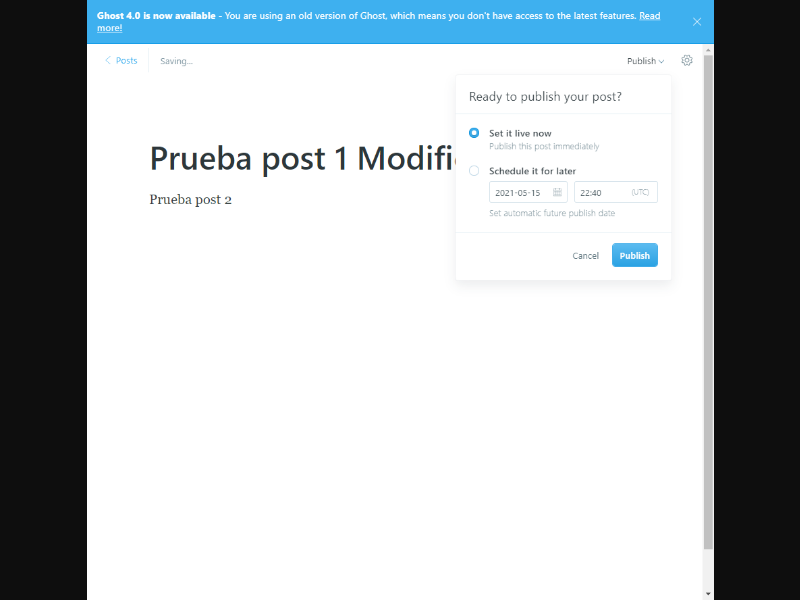 Ghost 4.0 is now available - You are using an old version of Ghost, which means you don't have access to the latest features. Read
more!
Posts
Saving...
Publish
Ready to publish your post?
Set it live now
Publish this post immediately
Schedule it for later
2021-05-15
22:40
(UTC)
Set automatic future publish date
Cancel
Publish
Prueba post 1 Modifi
Prueba post 2